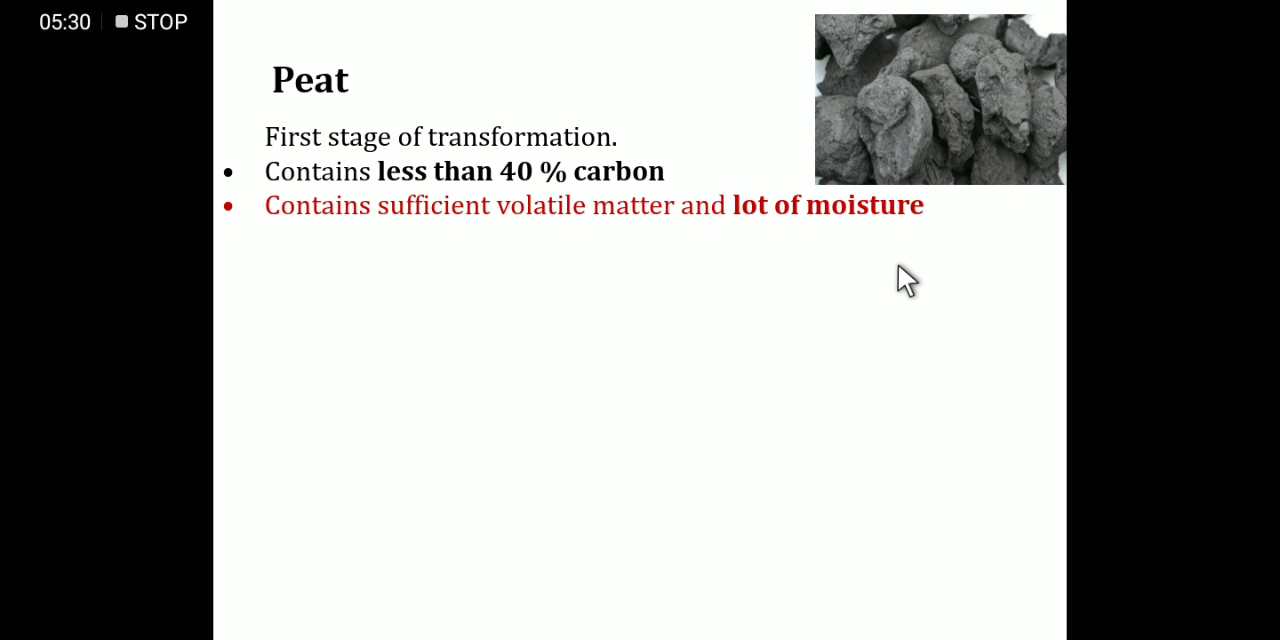 05:30 STOP
Peat
First stage of transformation.
• Contains less than 40 % carbon
• Contains sufficient volatile matter and lot of moisture